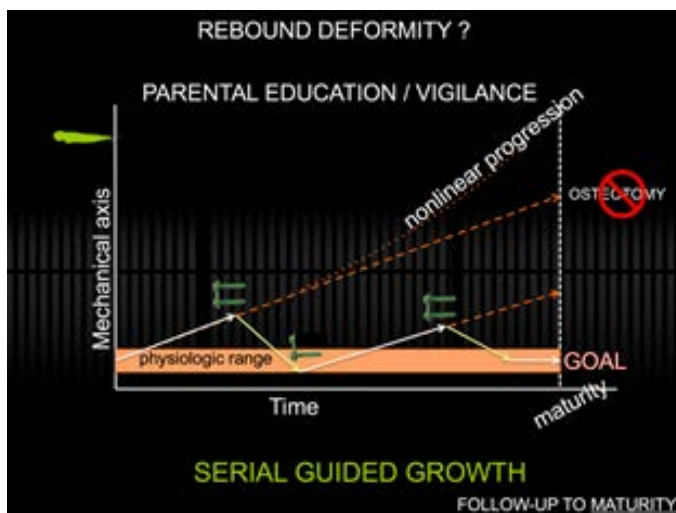 REBOUND DEFORMITY ?
PARENTAL EDUCATION / VIGILANCE
nonlinear progression
OSTECTOMY
Mechanical axis
physiologic range
GOAL
Time
maturity
SERIAL GUIDED GROWTH
FOLLOW-UP TO MATURITY